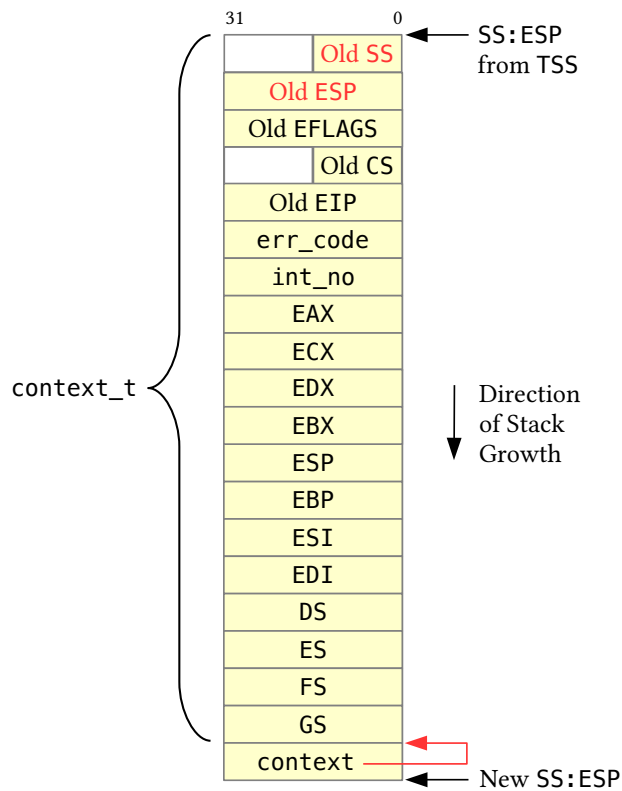 31 0
Old SS
SS:ESP
from TSS
Old ESP
Old EFLAGS
Old CS
Old EIP
err_code
int_no
EAX
ECX
context_t
EDX
Direction
of Stack
Growth
EBX
ESP
EBP
ESI
EDI
DS
ES
FS
GS
context
New SS:ESP